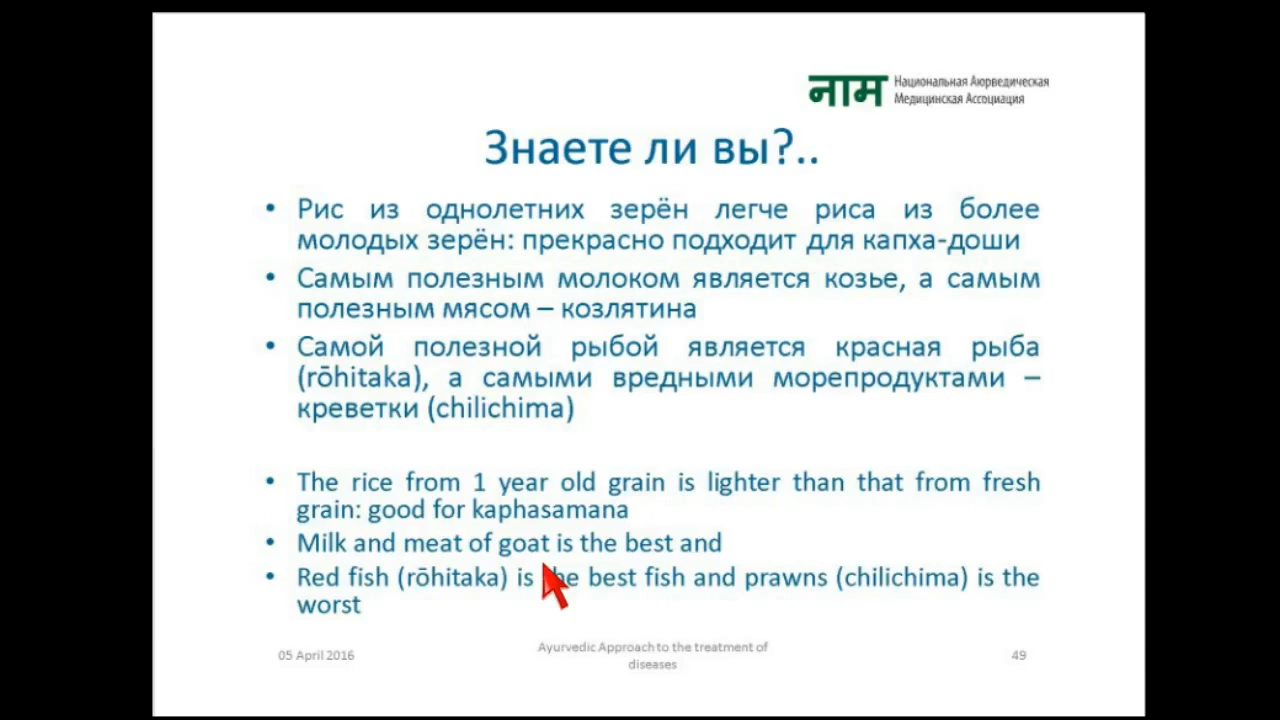 नाम Национальная Аюрведическая
Медицинская Ассоциация
Знаете ли вы?..
• Рис из однолетних зерён легче риса из более
молодых зерён: прекрасно подходит для капха-доши
• Самым полезным молоком является козье, а самым
полезным мясом – козлятина
• Самой полезной рыбой является красная рыба
(rōhitaka), а самыми вредными морепродуктами –
креветки (chilichima)
• The rice from 1 year old grain is lighter than that from fresh
grain: good for kaphasamana
• Milk and meat of goat is the best and
• Red fish (rōhitaka) is the best fish and prawns (chilichima) is the
worst
05 April 2016
Ayurvedic Approach to the treatment of
diseases
49